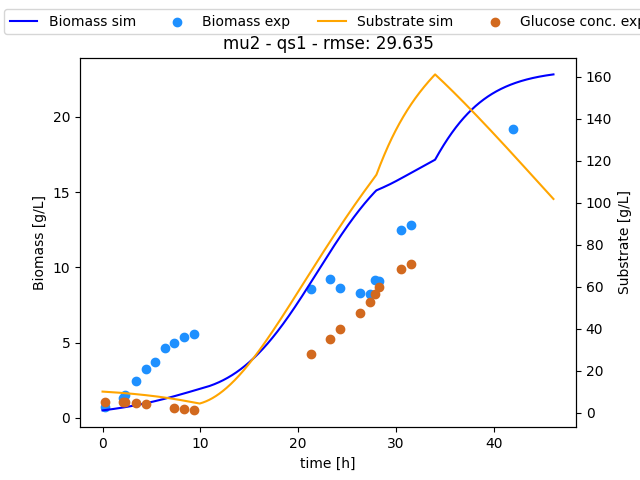 Biomass sim Biomass exp Substrate sim Glucose conc. exp
mu2 - qs1 - rmse: 29.635
Biomass [g/L]
Substrate [g/L]
20
15
10
5
0
160
140
120
100
80
60
40
20
0
0 10 20 30 40
time [h]